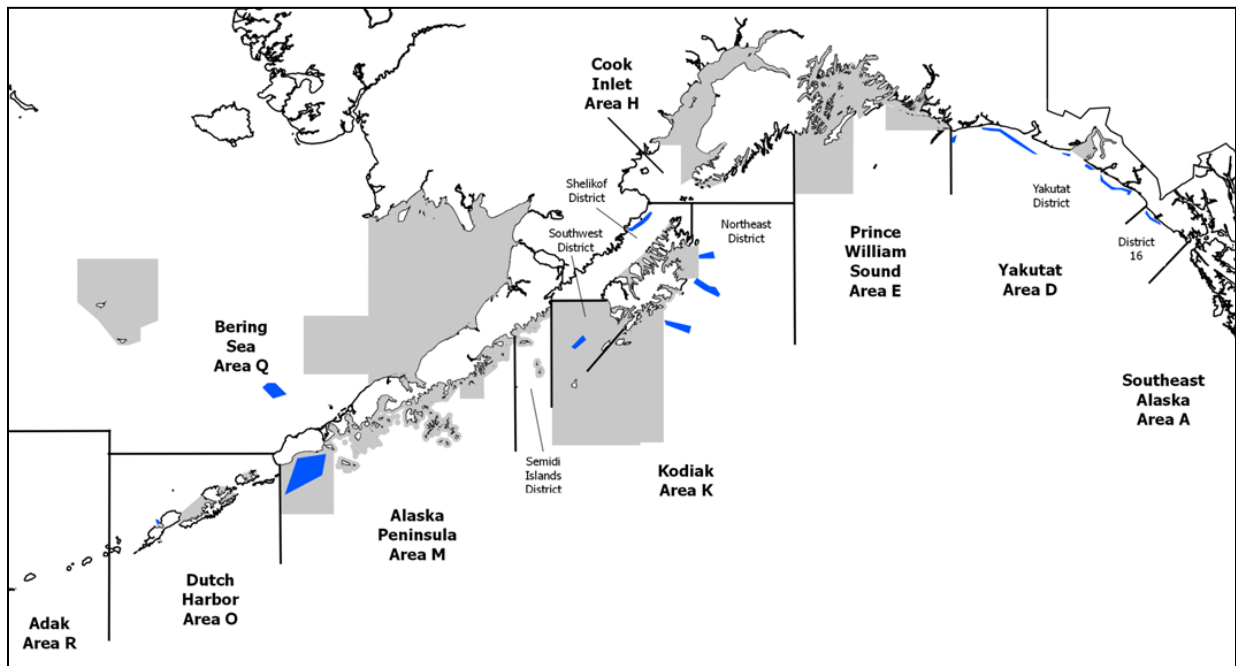 Cook
Inlet
Area H
Shelikof
District
Southwest
District
Northeast
District
Prince
William
Sound
Area E
Yakutat
District
District
16
Yakutat
Area D
Bering
Sea
Area Q
Southeast
Alaska
Area A
Semidi
Islands
District
Kodiak
Area K
Alaska
Peninsula
Area M
Dutch
Harbor
Area O
Adak
Area R